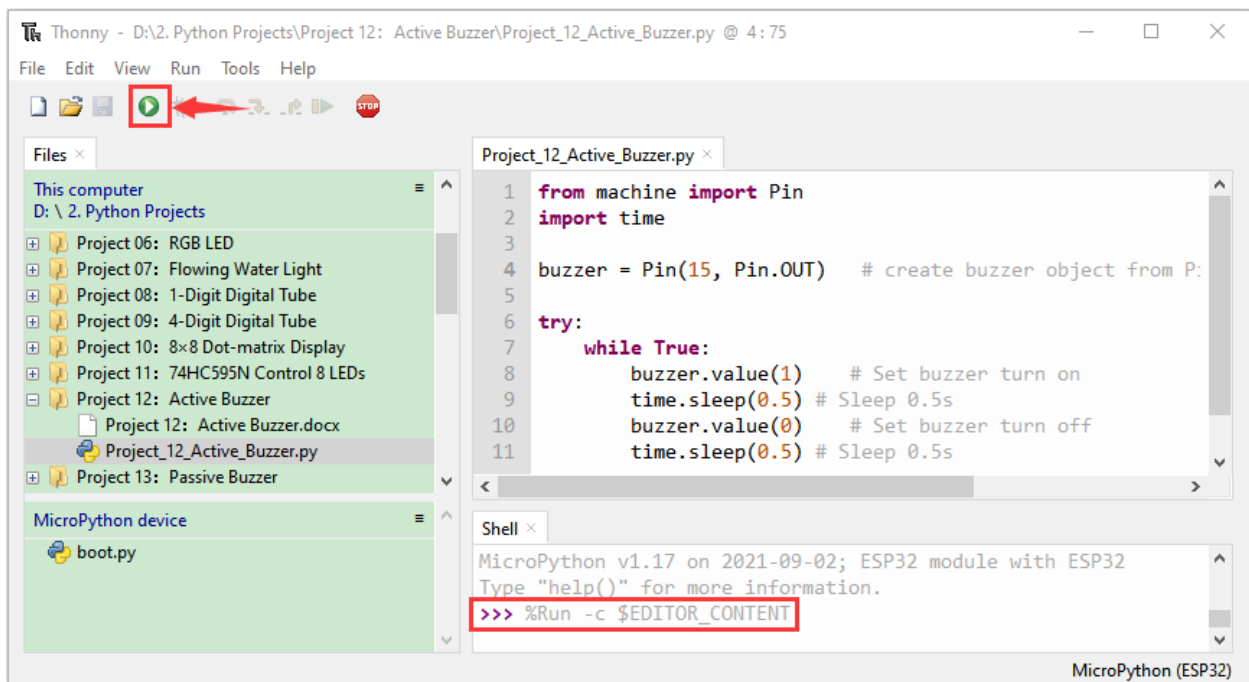 Thonny - D:\2. Python Projects\Project 12: Active Buzzer\Project_12_Active_Buzzer.py @ 4:75
File Edit View Run Tools Help
STOP
Files
This computer
D: \ 2. Python Projects
Project 06: RGB LED
Project 07: Flowing Water Light
Project 08: 1-Digit Digital Tube
Project 09: 4-Digit Digital Tube
Project 10: 8×8 Dot-matrix Display
Project 11: 74HC595N Control 8 LEDs
Project 12: Active Buzzer
Project 12: Active Buzzer.docx
Project_12_Active_Buzzer.py
Project 13: Passive Buzzer
MicroPython device
boot.py
Project_12_Active_Buzzer.py
1 from machine import Pin
2 import time
3
4 buzzer = Pin(15, Pin.OUT)   # create buzzer object from P
5
6 try:
7     while True:
8         buzzer.value(1)    # Set buzzer turn on
9         time.sleep(0.5) # Sleep 0.5s
10         buzzer.value(0)    # Set buzzer turn off
11         time.sleep(0.5) # Sleep 0.5s
Shell
MicroPython v1.17 on 2021-09-02; ESP32 module with ESP32
Type "help()" for more information.
>>> %Run -c $EDITOR_CONTENT
MicroPython (ESP32)